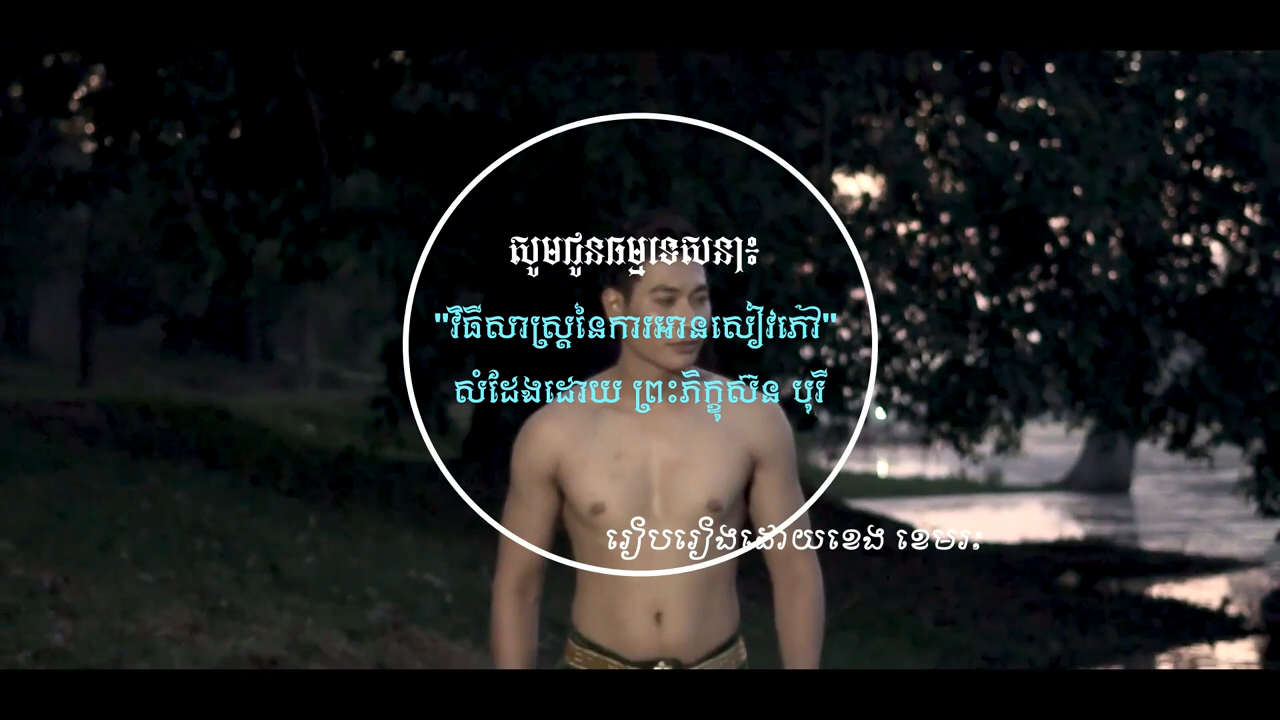 សូមជូនធម្មទេសនា៖
"វិធីសាស្ត្រនៃការអានសៀវភៅ"
សំដែងដោយ ព្រះភិក្ខុសន បុរី
រៀបរៀងដោយខេង ខេមរះ